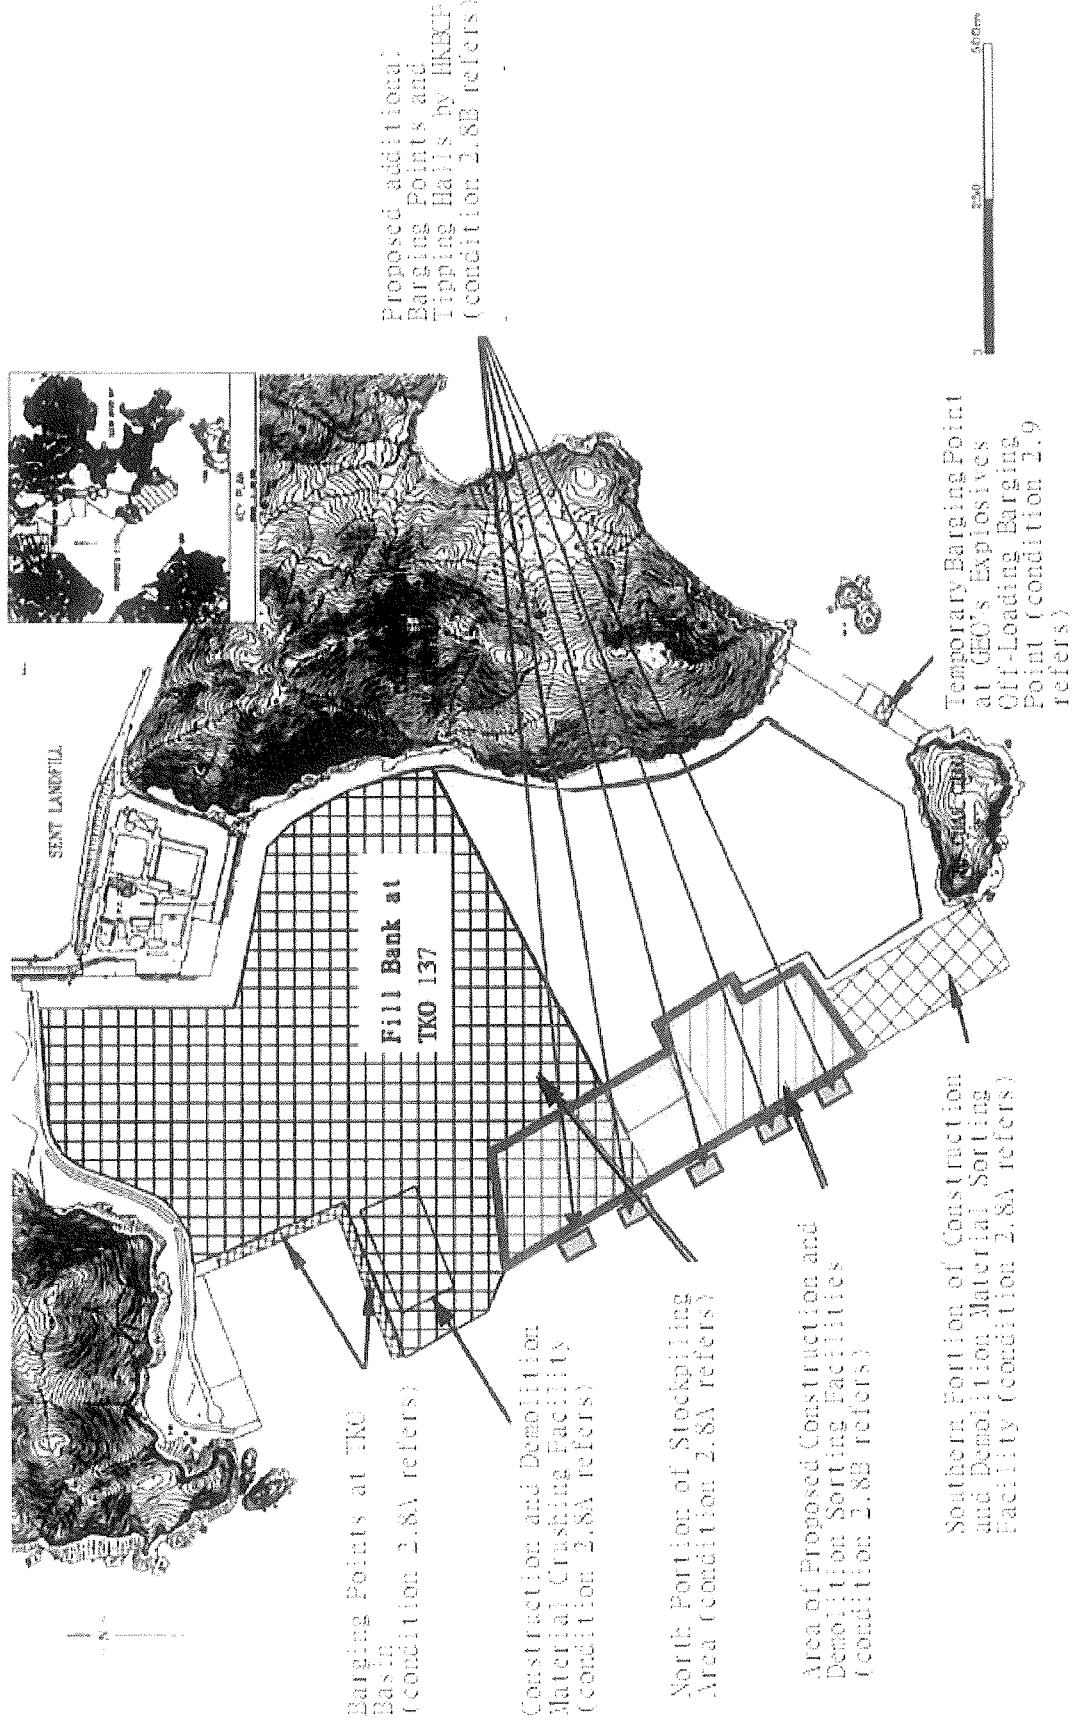 Barging Points at TKO
Basin
(condition 2.8A refers)
Construction and Demolition
Material Crushing Facility
(condition 2.8A refers)
North Portion of Stockpiling
Area (condition 2.8A refers)
Area of Proposed Construction and
Demolition Sorting Facilities
(condition 2.8B refers)
Southern Portion of Construction
and Demolition Material Sorting
Facility (condition 2.8A refers)
Fill Bank at
TKO 137
SENT LANDFILL
KEY PLAN
Proposed additional
Barging Points and
Tipping Halls by HKBCF
(condition 2.8B refers)
Temporary Barging Point
at GEO's Explosives
Off-Loading Barging
Point (condition 2.9
refers)
0 250 500m
N